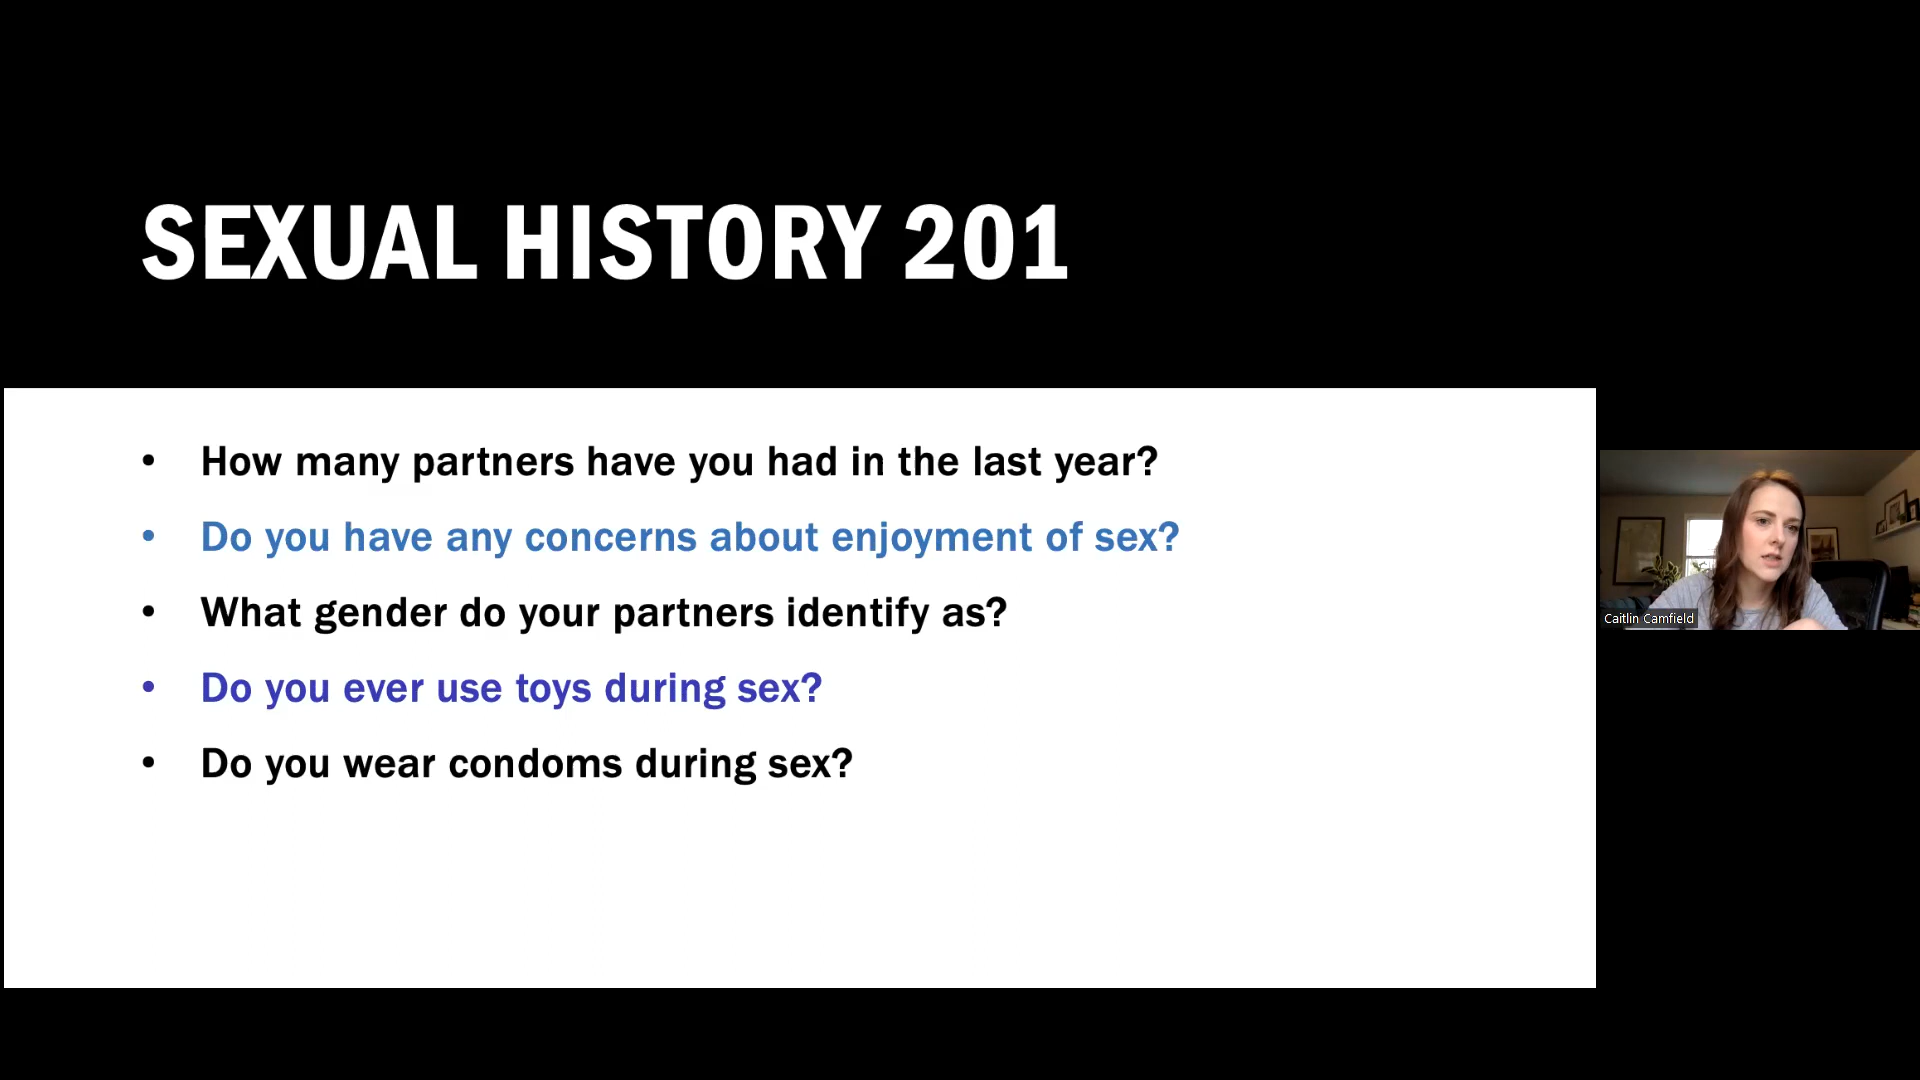 SEXUAL HISTORY 201
• How many partners have you had in the last year?
• Do you have any concerns about enjoyment of sex?
• What gender do your partners identify as?
• Do you ever use toys during sex?
• Do you wear condoms during sex?
Caitlin Camfield